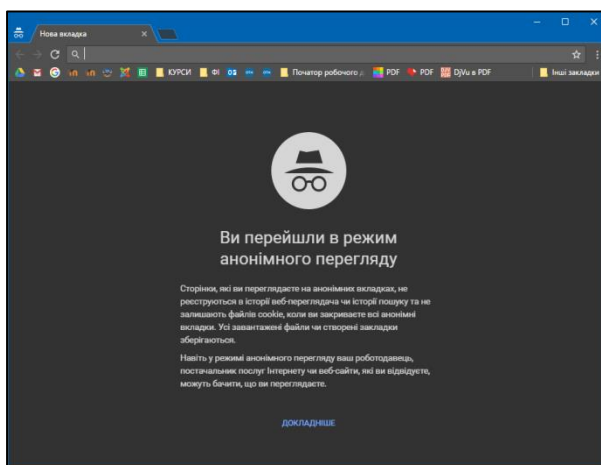 Нова вкладка
КУРСИ ФІ Початор робочого PDF PDF DjVu в PDF Інші закладки
Ви перейшли в режим
анонімного перегляду
Сторінки, які ви переглядаєте на анонімних вкладках, не
реєструються в історії веб-переглядача чи історії пошуку та не
залишають файлів cookie, коли ви закриваєте всі анонімні
вкладки. Усі завантажені файли чи створені закладки
зберігаються.
Навіть у режимі анонімного перегляду ваш роботодавець,
постачальник послуг Інтернету чи веб-сайти, які ви відвідуєте,
можуть бачити, що ви переглядаєте.
ДОКЛАДНІШЕ